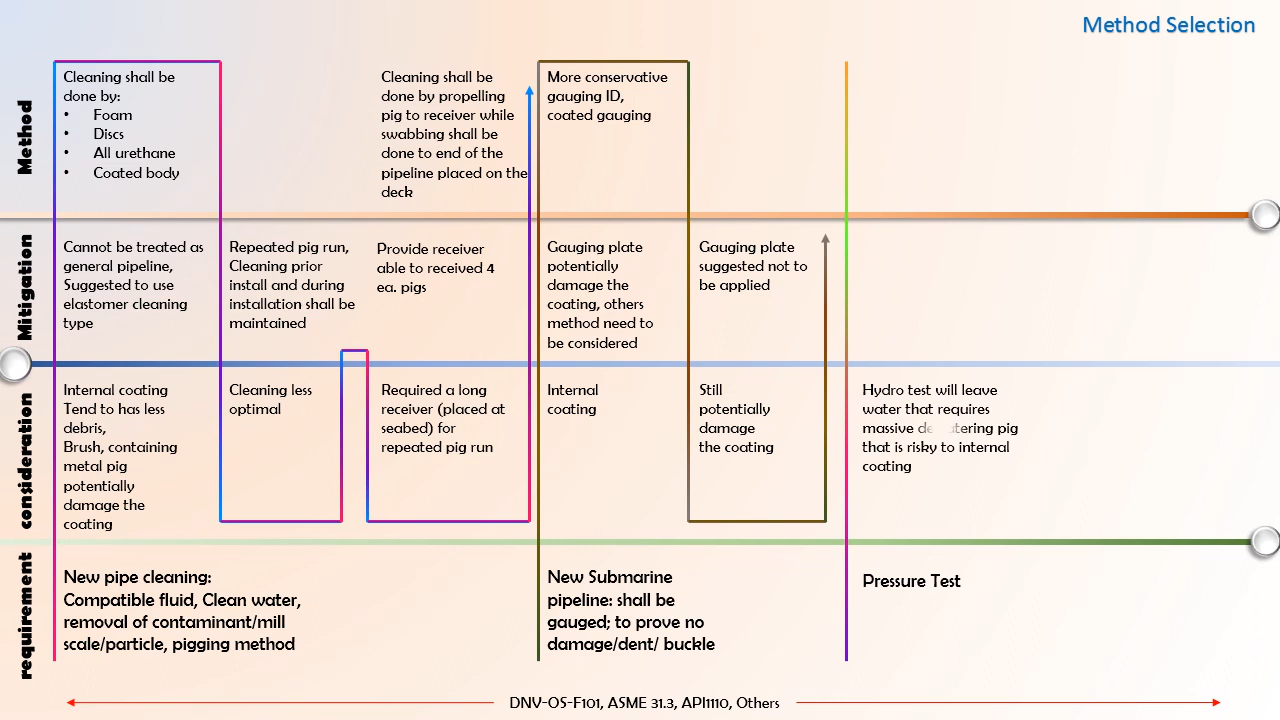 Method Selection
Method
Cleaning shall be
done by:
• Foam
• Discs
• All urethane
• Coated body
Cleaning shall be
done by propelling
pig to receiver while
swabbing shall be
done to end of the
pipeline placed on the
deck
More conservative
gauging ID,
coated gauging
Mitigation
Cannot be treated as
general pipeline,
Suggested to use
elastomer cleaning
type
Repeated pig run,
Cleaning prior
install and during
installation shall be
maintained
Provide receiver
able to received 4
ea. pigs
Gauging plate
potentially
damage the
coating, others
method need to
be considered
Gauging plate
suggested not to
be applied
consideration
Internal coating
Tend to has less
debris,
Brush, containing
metal pig
potentially
damage the
coating
Cleaning less
optimal
Required a long
receiver (placed at
seabed) for
repeated pig run
Internal
coating
Still
potentially
damage
the coating
Hydro test will leave
water that requires
massive pig
that is risky to internal
coating
requirement
New pipe cleaning:
Compatible fluid, Clean water,
removal of contaminant/mill
scale/particle, pigging method
New Submarine
pipeline: shall be
gauged; to prove no
damage/dent/ buckle
Pressure Test
DNV-OS-F101, ASME 31.3, API1110, Others